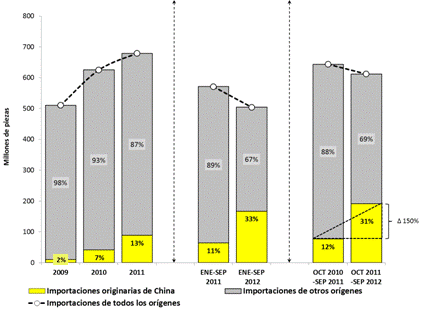 800
700
600
500
400
300
200
100
0
Millones de piezas
98%
2%
93%
7%
87%
13%
89%
11%
67%
33%
88%
12%
69%
31%
Δ 150%
2009
2010
2011
ENE-SEP
2011
ENE-SEP
2012
OCT 2010
-SEP 2011
OCT 2011
-SEP 2012
Importaciones originarias de China
Importaciones de otros orígenes
Importaciones de todos los orígenes